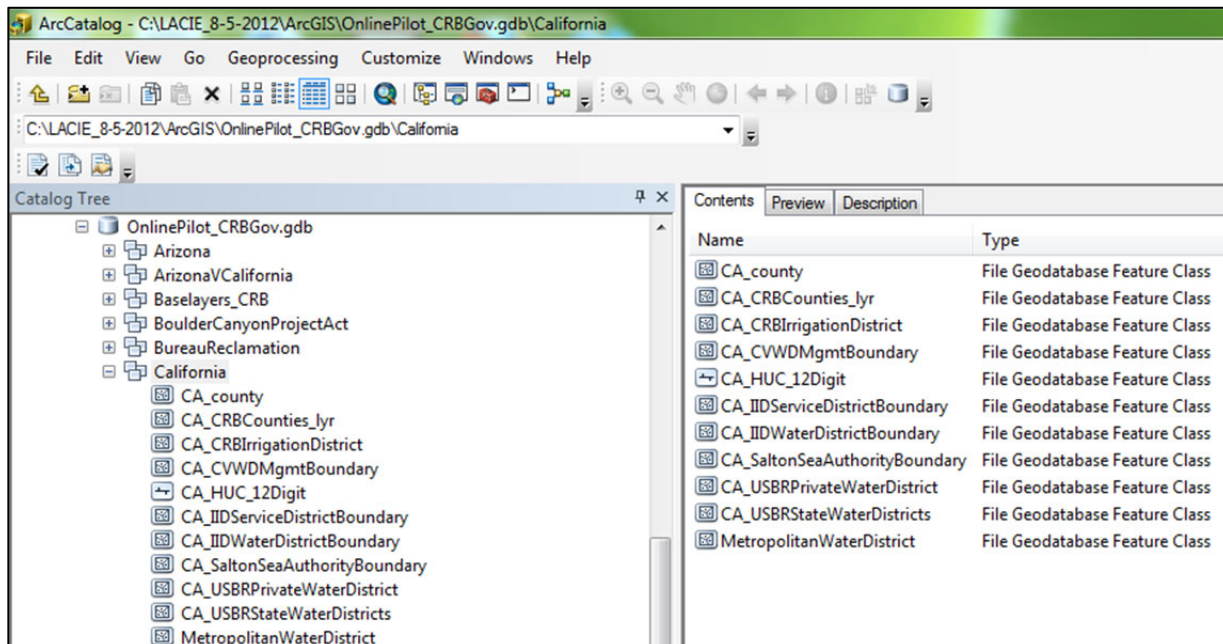 ArcCatalog - C:\LACIE_8-5-2012\ArcGIS\OnlinePilot_CRBGov.gdb\California
File Edit View Go Geoprocessing Customize Windows Help
C:\LACIE_8-5-2012\ArcGIS\OnlinePilot_CRBGov.gdb\California
Catalog Tree
OnlinePilot_CRBGov.gdb
Arizona
ArizonaVCalifornia
Baselayers_CRB
BoulderCanyonProjectAct
BureauReclamation
California
CA_county
CA_CRBCounties_lyr
CA_CRBIrrigationDistrict
CA_CVWDMgmtBoundary
CA_HUC_12Digit
CA_IIDServiceDistrictBoundary
CA_IIDWaterDistrictBoundary
CA_SaltonSeaAuthorityBoundary
CA_USBRPrivateWaterDistrict
CA_USBRStateWaterDistricts
MetropolitanWaterDistrict
Contents Preview Description
Name Type
CA_county File Geodatabase Feature Class
CA_CRBCounties_lyr File Geodatabase Feature Class
CA_CRBIrrigationDistrict File Geodatabase Feature Class
CA_CVWDMgmtBoundary File Geodatabase Feature Class
CA_HUC_12Digit File Geodatabase Feature Class
CA_IIDServiceDistrictBoundary File Geodatabase Feature Class
CA_IIDWaterDistrictBoundary File Geodatabase Feature Class
CA_SaltonSeaAuthorityBoundary File Geodatabase Feature Class
CA_USBRPrivateWaterDistrict File Geodatabase Feature Class
CA_USBRStateWaterDistricts File Geodatabase Feature Class
MetropolitanWaterDistrict File Geodatabase Feature Class